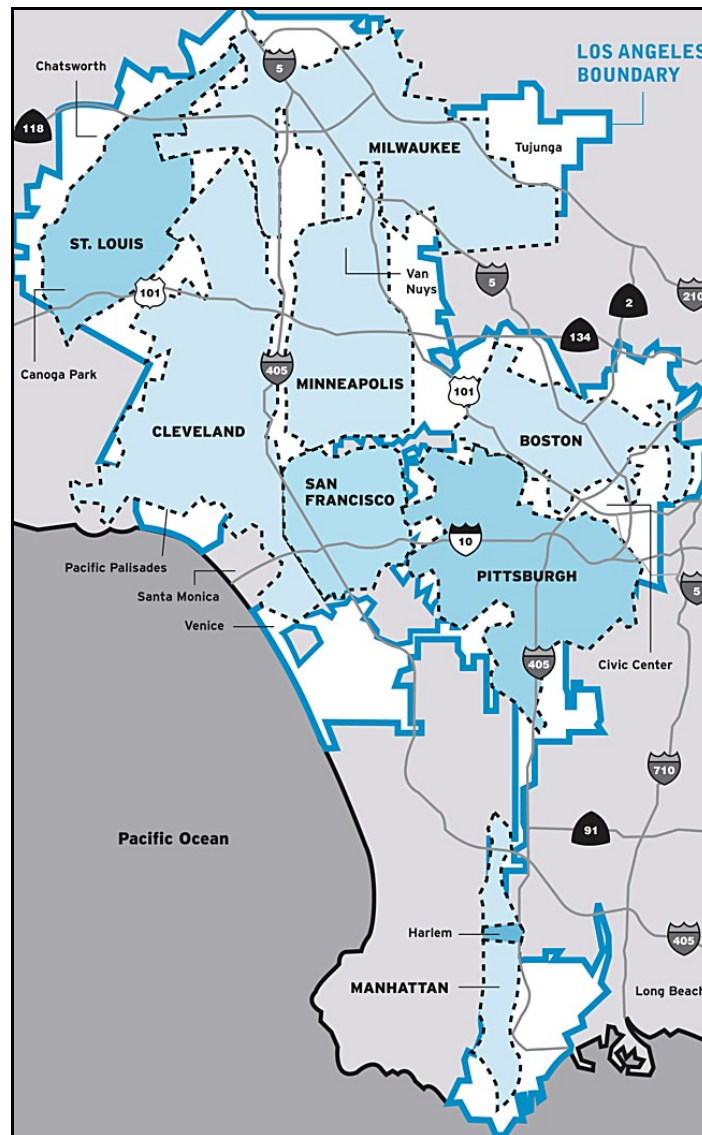 LOS ANGELES
BOUNDARY
5
Chatsworth
118
MILWAUKEE
Tujunga
ST. LOUIS
101
Van
Nuys
5
2
210
134
Canoga Park
405
MINNEAPOLIS
101
CLEVELAND
BOSTON
SAN
FRANCISCO
10
Pacific Palisades
PITTSBURGH
Santa Monica
5
Venice
405
Civic Center
710
Pacific Ocean
91
Harlem
405
MANHATTAN
Long Beach